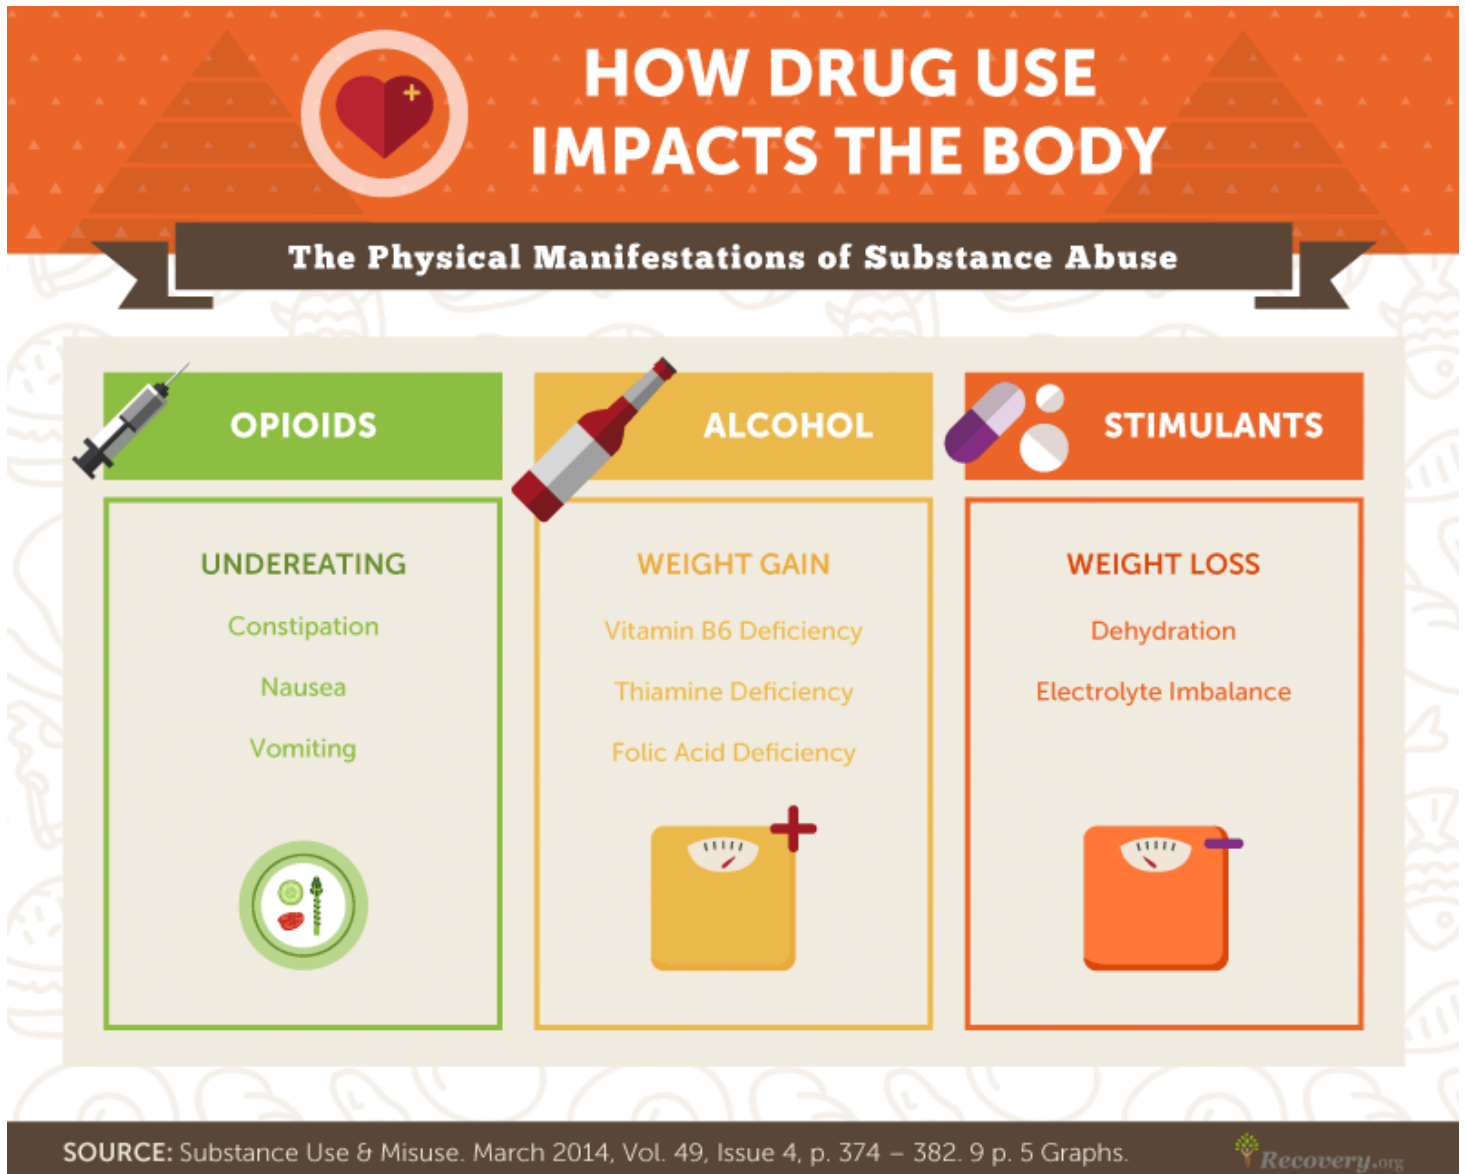 HOW DRUG USE
IMPACTS THE BODY
The Physical Manifestations of Substance Abuse
OPIOIDS
UNDEREATING
Constipation
Nausea
Vomiting
ALCOHOL
WEIGHT GAIN
Vitamin B6 Deficiency
Thiamine Deficiency
Folic Acid Deficiency
STIMULANTS
WEIGHT LOSS
Dehydration
Electrolyte Imbalance
SOURCE: Substance Use & Misuse. March 2014, Vol. 49, Issue 4, p. 374 – 382. 9 p. 5 Graphs.
Recovery.org